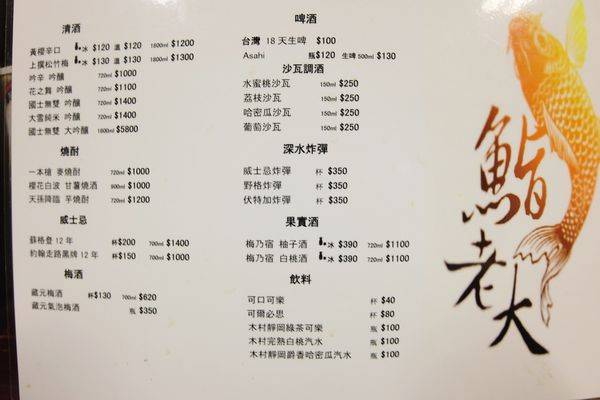 清酒
黃櫻辛口 冰 $120 溫 $120 1800ml $1200
上撰松竹梅 冰 $130 溫 $130 1800ml $1300
吟辛 吟釀 720ml $1000
花之舞 吟釀 720ml $1100
國士無雙 吟釀 720ml $1400
大雪純米 吟釀 720ml $1400
國士無雙 大吟釀 1800ml $5800
燒酎
一本槍 麥燒酎 720ml $1000
櫻花白波 甘薯燒酒 900ml $1000
天孫降臨 芋燒酎 720ml $1200
威士忌
蘇格登12年 杯$200 700ml $1400
約翰走路黑牌12年 杯$150 700ml $1000
梅酒
藏元梅酒 杯$130 700ml $620
藏元氣泡梅酒 瓶 $350
啤酒
台灣 18天生啤 $100
Asahi 瓶$120 生啤500ml $130
沙瓦調酒
水蜜桃沙瓦 150ml $250
荔枝沙瓦 150ml $250
哈密瓜沙瓦 150ml $250
葡萄沙瓦 150ml $250
深水炸彈
威士忌炸彈 杯 $350
野格炸彈 杯 $350
伏特加炸彈 杯 $350
果實酒
梅乃宿 柚子酒 冰 $390 720ml $1100
梅乃宿 白桃酒 冰 $390 720ml $1100
飲料
可口可樂 杯 $40
可爾必思 杯 $80
木村靜岡綠茶可樂 瓶 $100
木村完熟白桃汽水 瓶 $100
木村靜岡爵香哈密瓜汽水 瓶 $100
鮨老大